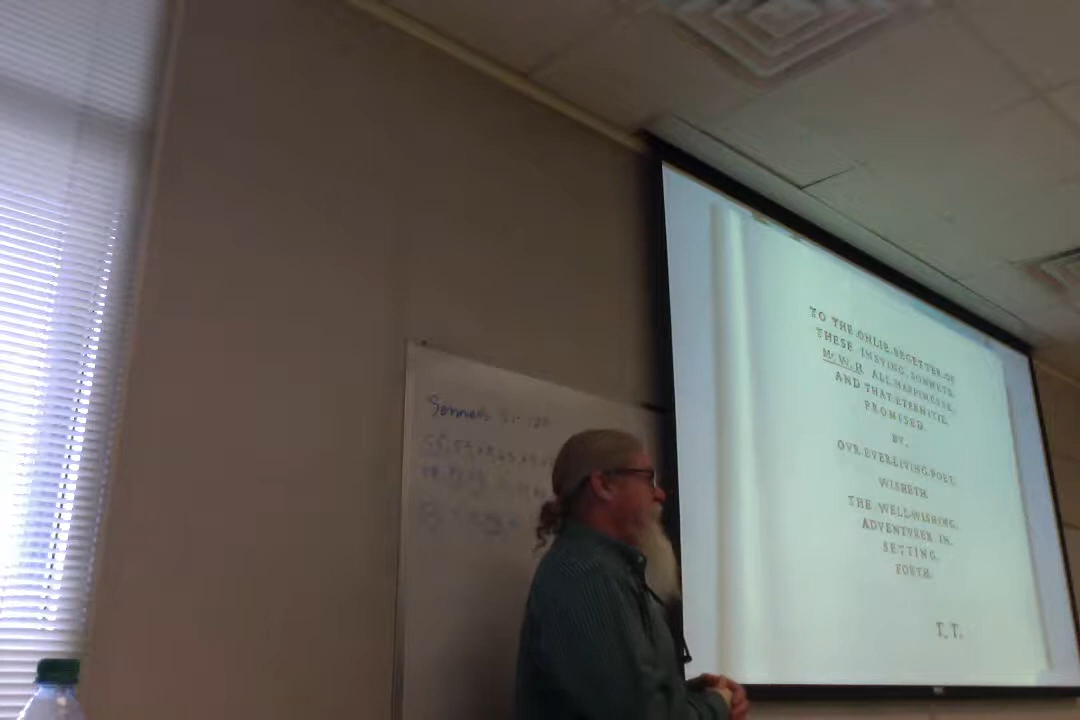 Sonnets
TO THE ONLIE BEGETTER OF
THESE INSVING SONNETS.
Mr. W. H. ALL HAPPINESSE.
AND THAT ETERNITIE.
PROMISED.
BY.
OVR.EVER-LIVING.POET.
WISHETH.
THE WELL-WISHING.
ADVENTVRER IN.
SETTING.
FORTH.
T. T.